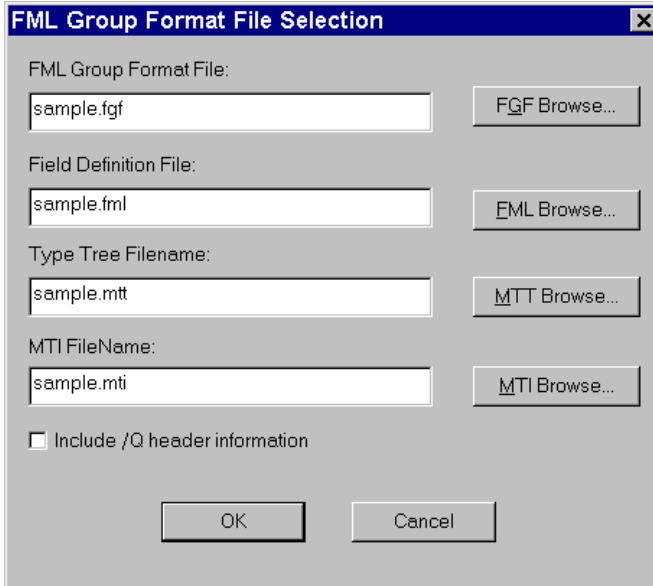 FML Group Format File Selection
FML Group Format File:
sample.fgf
FGF Browse...
Field Definition File:
sample.fml
FML Browse...
Type Tree Filename:
sample.mtt
MTT Browse...
MTI FileName:
sample.mti
MTI Browse...
Include /Q header information
OK Cancel